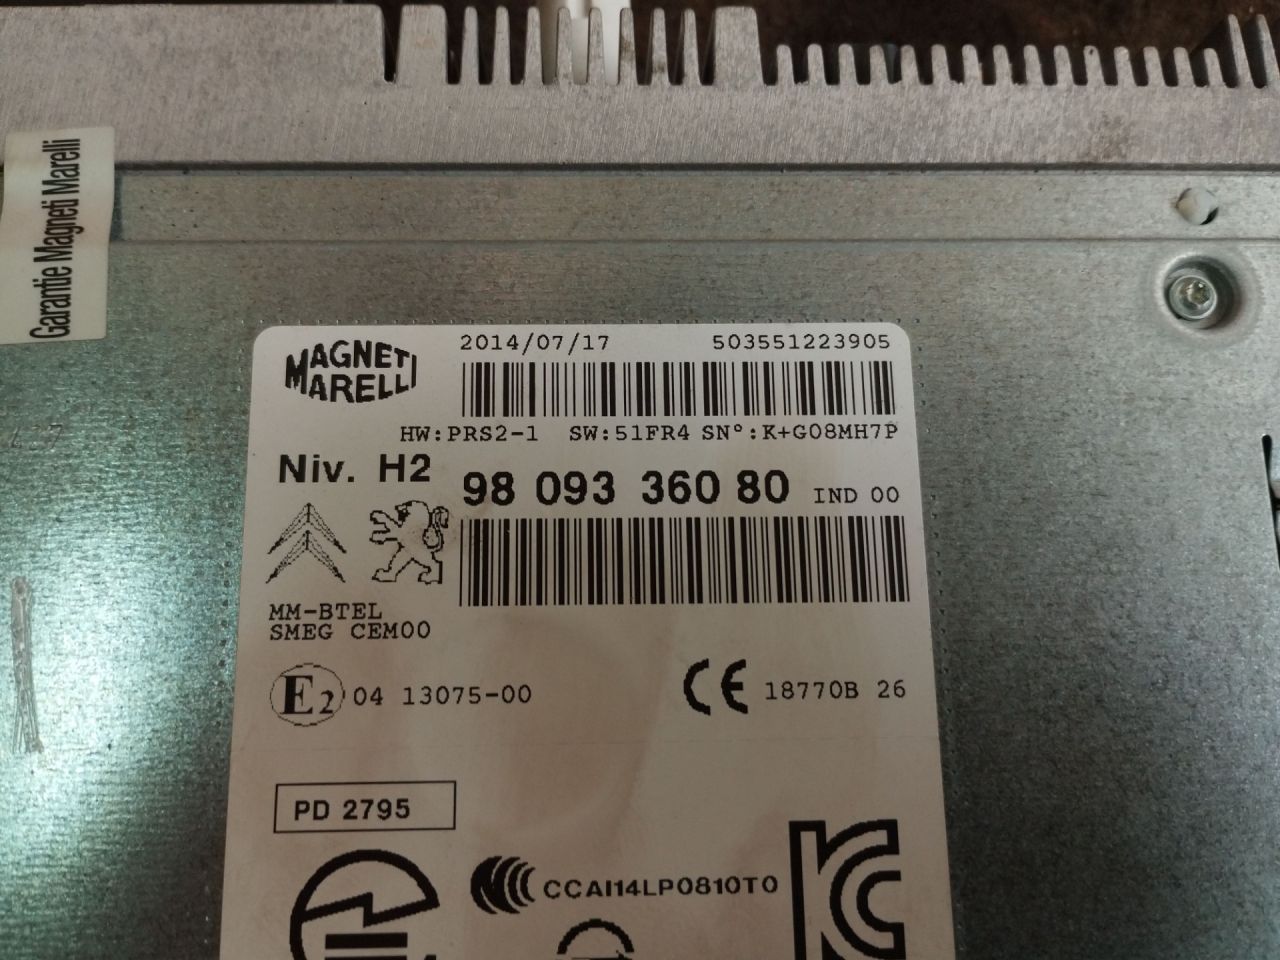 Garantie Magneti Marelli
MAGNETI
MARELLI
2014/07/17 503551223905
HW:PRS2-1 SW:51FR4 SN°:K+G08MH7P
Niv. H2
98 093 360 80 IND 00
MM-BTEL
SMEG CEM00
E2 04 13075-00
CE 18770B 26
PD 2795
CCAI14LP0810T0